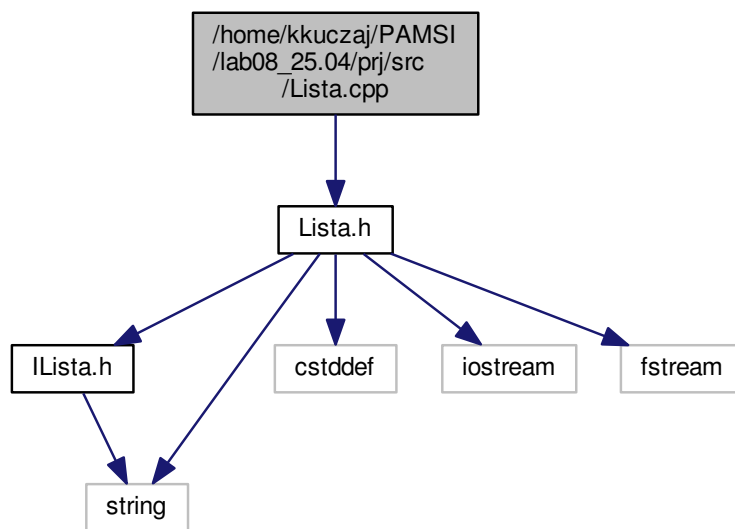 /home/kkuczaj/PAMSI
/lab08_25.04/prj/src
/Lista.cpp
Lista.h
ILista.h
cstddef
iostream
fstream
string